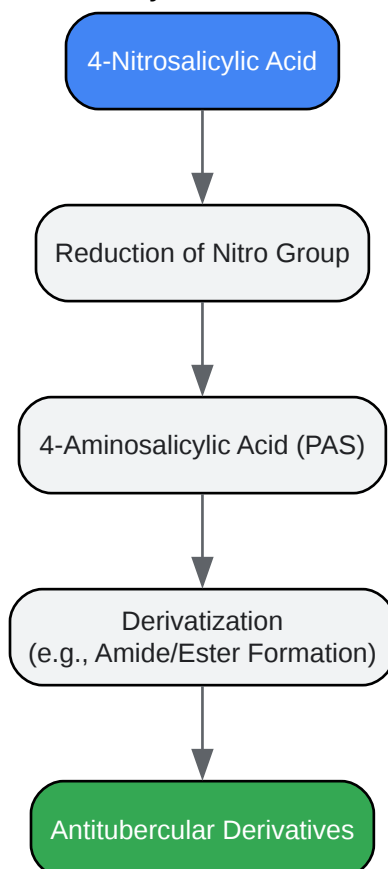 4-Nitrosalicylic Acid
Reduction of Nitro Group
4-Aminosalicylic Acid (PAS)
Derivatization
(e.g., Amide/Ester Formation)
Antitubercular Derivatives